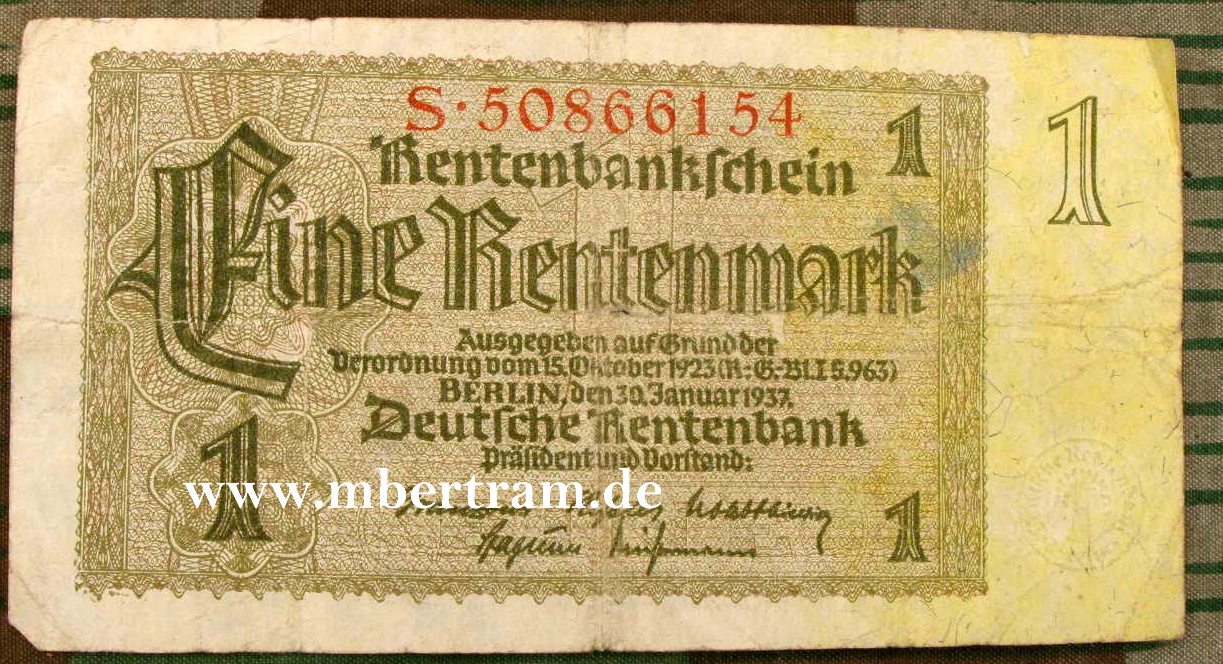 S·50866154
1
1
Rentenbankschein
Eine Rentenmark
Ausgegeben auf Grund der
Verordnung vom 15. Oktober 1923 (R-G-Bl. I S. 963)
BERLIN, den 30. Januar 1937.
Deutsche Rentenbank
Präsident und Vorstand:
1
www.mbertram.de
1